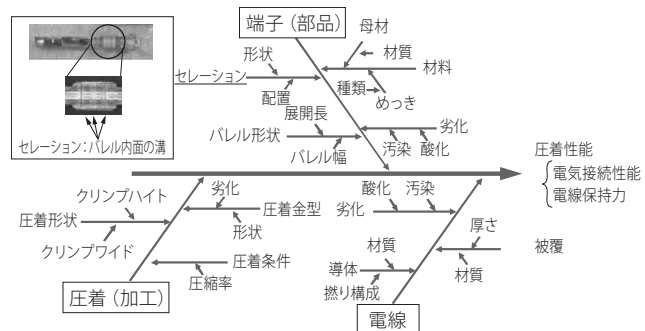 端子（部品）
母材
形状
材質
セレーション
材料
配置
種類
めっき
展開長
劣化
バレル形状
汚染
酸化
バレル幅
セレーション：バレル内面の溝
圧着性能
電気接続性能
電線保持力
クリンプハイト
劣化
酸化
汚染
圧着形状
圧着金型
劣化
クリンプワイド
形状
厚さ
材質
被覆
圧着条件
導体
材質
圧縮率
撚り構成
圧着（加工）
電線